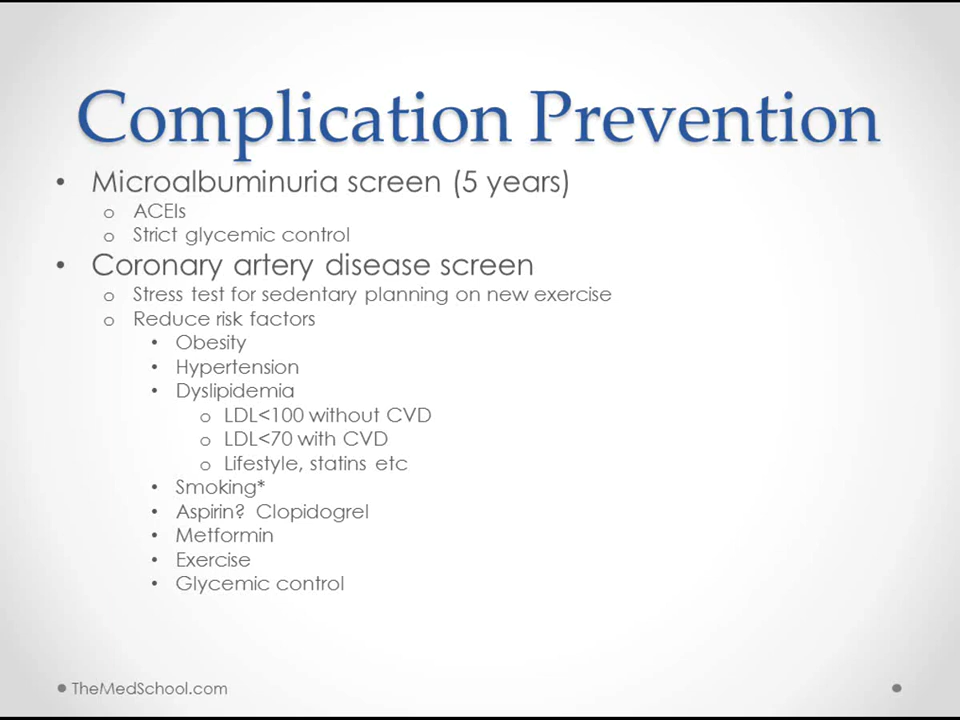 Complication Prevention
• Microalbuminuria screen (5 years)
o ACEIs
o Strict glycemic control
• Coronary artery disease screen
o Stress test for sedentary planning on new exercise
o Reduce risk factors
• Obesity
• Hypertension
• Dyslipidemia
o LDL<100 without CVD
o LDL<70 with CVD
o Lifestyle, statins etc
• Smoking*
• Aspirin? Clopidogrel
• Metformin
• Exercise
• Glycemic control
TheMedSchool.com